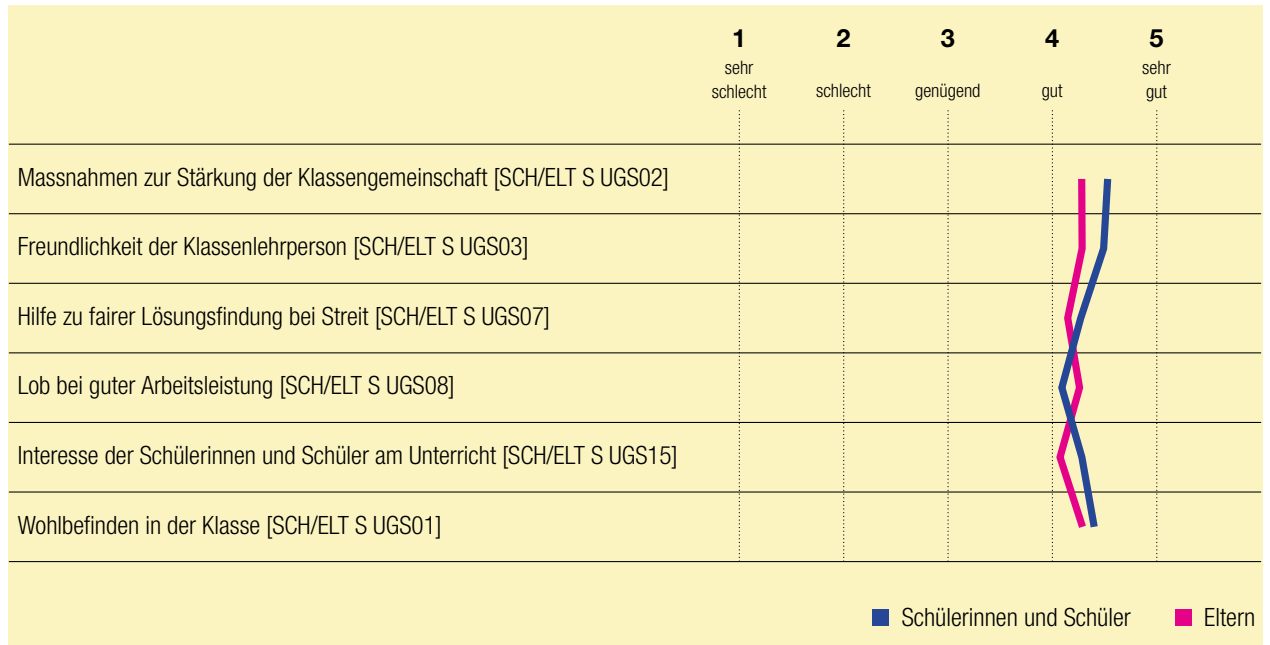 1 2 3 4 5
sehr schlecht schlecht genügend gut sehr gut
Massnahmen zur Stärkung der Klassengemeinschaft [SCH/ELT S UGS02]
Freundlichkeit der Klassenlehrperson [SCH/ELT S UGS03]
Hilfe zu fairer Lösungsfindung bei Streit [SCH/ELT S UGS07]
Lob bei guter Arbeitsleistung [SCH/ELT S UGS08]
Interesse der Schülerinnen und Schüler am Unterricht [SCH/ELT S UGS15]
Wohlbefinden in der Klasse [SCH/ELT S UGS01]
Schülerinnen und Schüler Eltern